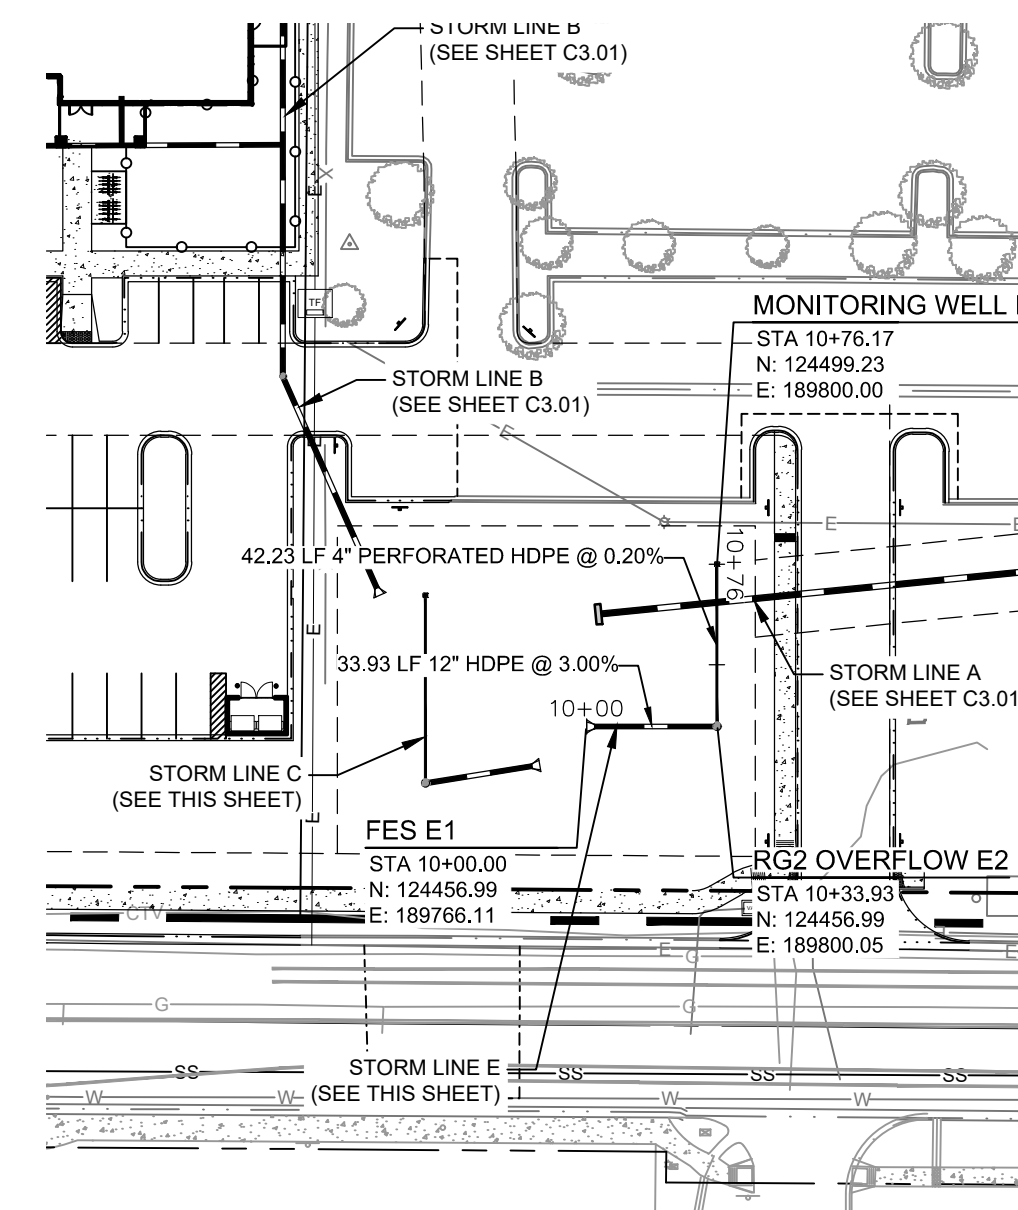 STORM LINE B
(SEE SHEET C3.01)
E
X
TF
MONITORING WELL
STA 10+76.17
N: 124499.23
E: 189800.00
STORM LINE B
(SEE SHEET C3.01)
E
E
E
E
10+76
42.23 LF 4" PERFORATED HDPE @ 0.20%
E
33.93 LF 12" HDPE @ 3.00%
STORM LINE A
(SEE SHEET C3.01
10+00
STORM LINE C
(SEE THIS SHEET)
E
FES E1
STA 10+00.00
N: 124456.99
E: 189766.11
RG2 OVERFLOW E2
STA 10+33.93
N: 124456.99
E: 189800.05
CTV
E
G
E
G
G
STORM LINE E
(SEE THIS SHEET)
SS
SS
SS
SS
W
W
W
W